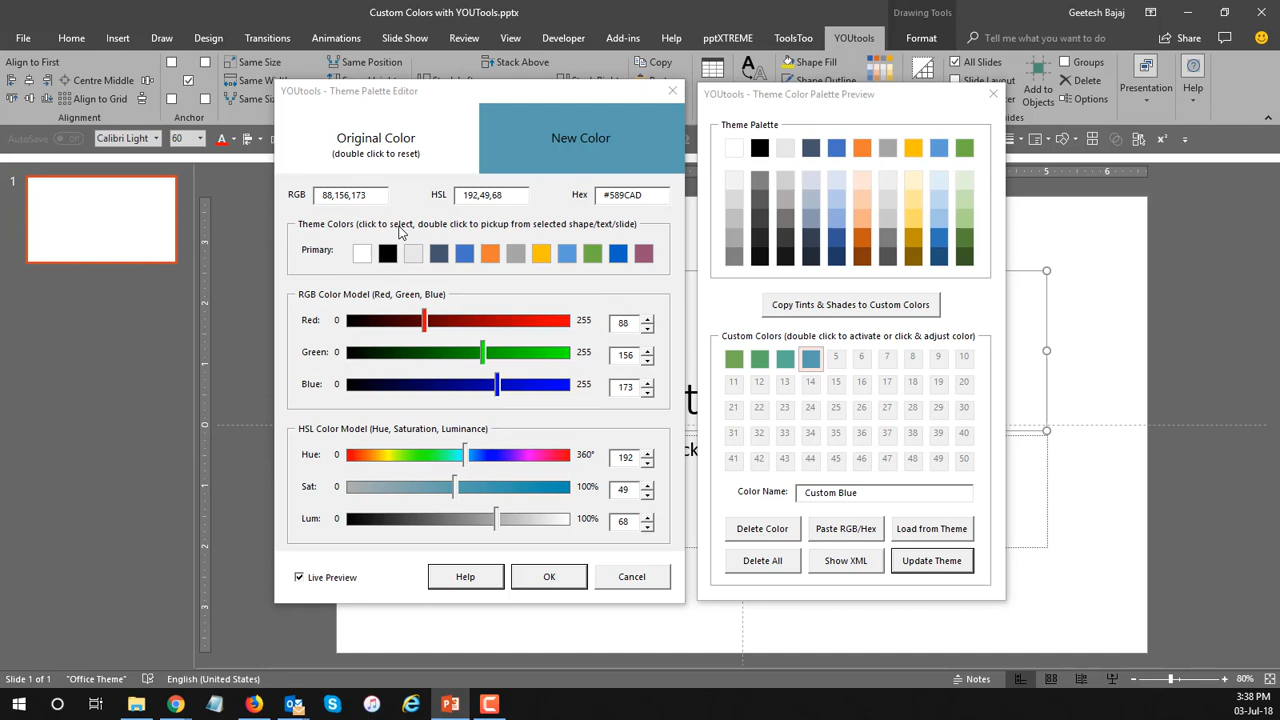 Custom Colors with YOUTools.pptx
Drawing Tools
Geetesh Bajaj
File Home Insert Draw Design Transitions Animations Slide Show Review View Developer Add-ins Help pptXTREME ToolsToo YOUtools Format Tell me what you want to do Share
Align to First
Centre Middle
Align to Grid
Alignment
Anchor
Same Size
Same Position
Stack Above
Copy
Shape Fill
Shape Outline
All Slides
Groups
Delete
Options
Add to
Objects
Presentation
Help
AutoSave Off Calibri Light 60
1
YOUtools - Theme Palette Editor
Original Color
(double click to reset)
New Color
RGB 88,156,173 HSL 192,49,68 Hex #589CAD
Theme Colors (click to select, double click to pickup from selected shape/text/slide)
Primary:
RGB Color Model (Red, Green, Blue)
Red: 0 255 88
Green: 0 255 156
Blue: 0 255 173
HSL Color Model (Hue, Saturation, Luminance)
Hue: 0 360° 192
Sat: 0 100% 49
Lum: 0 100% 68
Live Preview Help OK Cancel
YOUtools - Theme Color Palette Preview
Theme Palette
Copy Tints & Shades to Custom Colors
Custom Colors (double click to activate or click & adjust color)
5 6 7 8 9 10
11 12 13 14 15 16 17 18 19 20
21 22 23 24 25 26 27 28 29 30
31 32 33 34 35 36 37 38 39 40
41 42 43 44 45 46 47 48 49 50
Color Name: Custom Blue
Delete Color Paste RGB/Hex Load from Theme
Delete All Show XML Update Theme
5 6
Slide 1 of 1 "Office Theme" English (United States) Notes 80%
3:38 PM
03-Jul-18